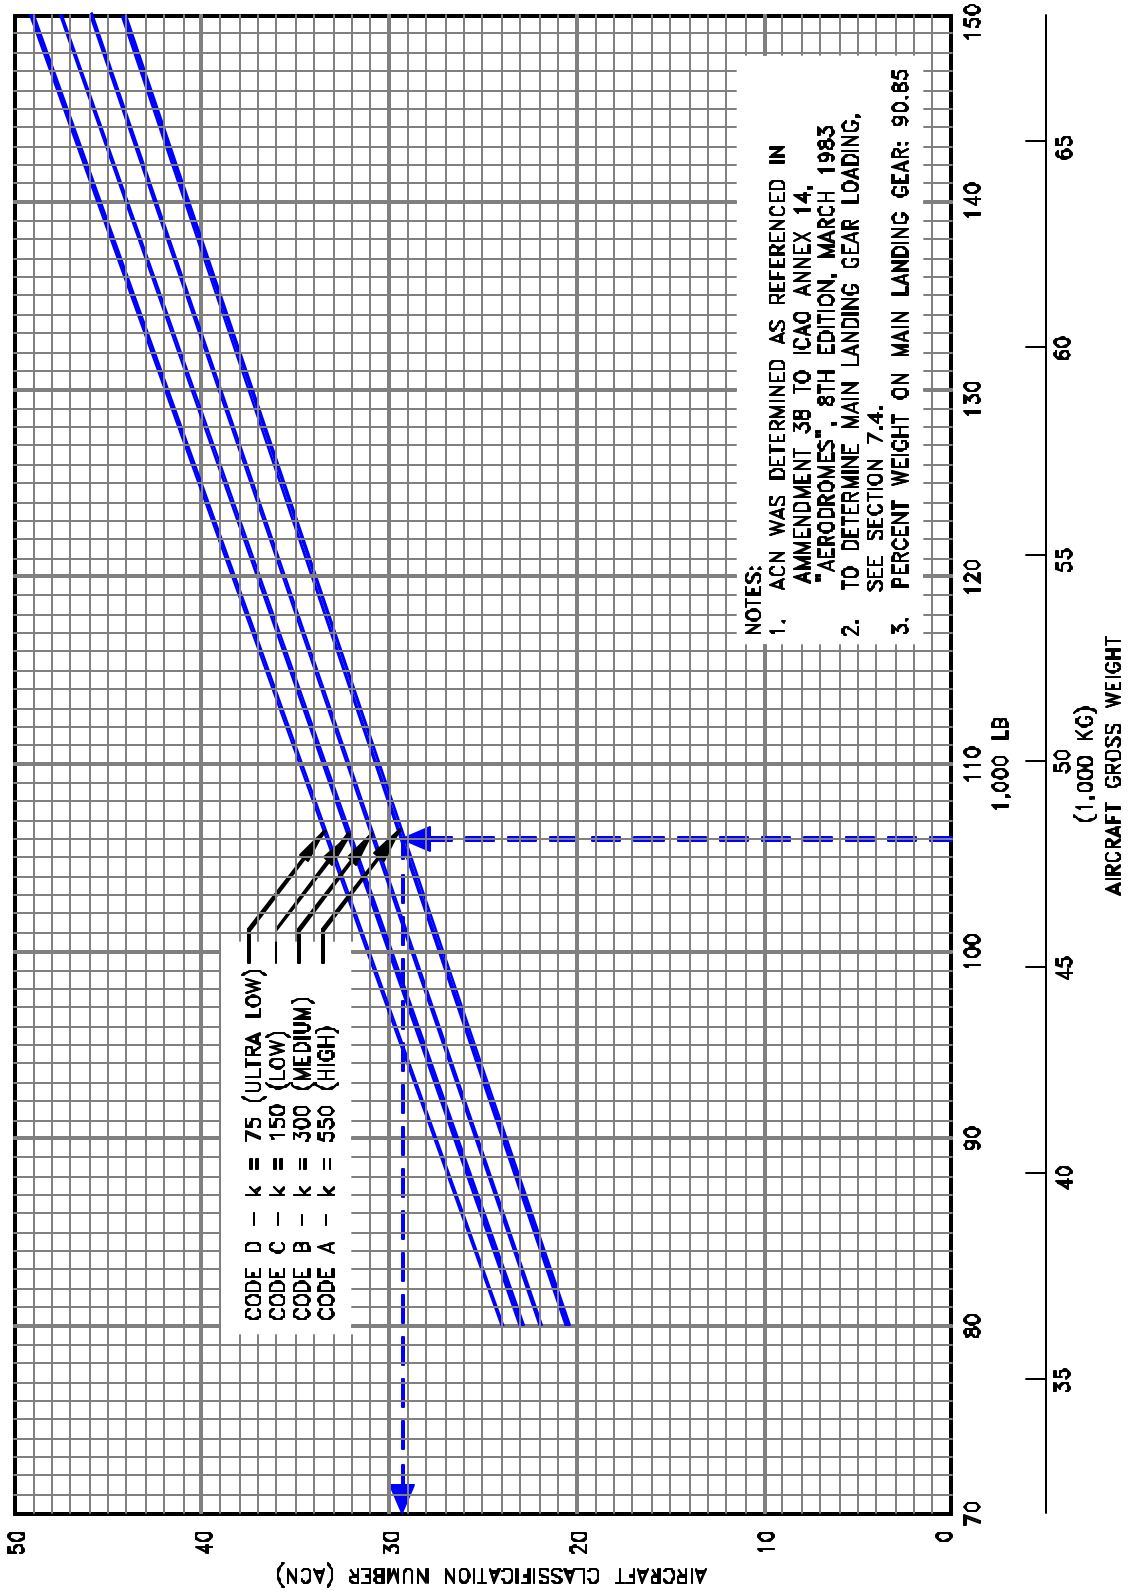 AIRCRAFT CLASSIFICATION NUMBER (ACN)
50
40
30
20
10
0
CODE D - k = 75 (ULTRA LOW)
CODE C - k = 150 (LOW)
CODE B - k = 300 (MEDIUM)
CODE A - k = 550 (HIGH)
NOTES:
1. ACN WAS DETERMINED AS REFERENCED IN
AMMENDMENT 3B TO ICAO ANNEX 14,
"AERODROMES", 8TH EDITION, MARCH 1983
2. TO DETERMINE MAIN LANDING GEAR LOADING,
SEE SECTION 7.4.
3. PERCENT WEIGHT ON MAIN LANDING GEAR: 90.85
70 80 90 100 110 120 130 140 150
1,000 LB
35 40 45 50 55 60 65
(1,000 KG)
AIRCRAFT GROSS WEIGHT